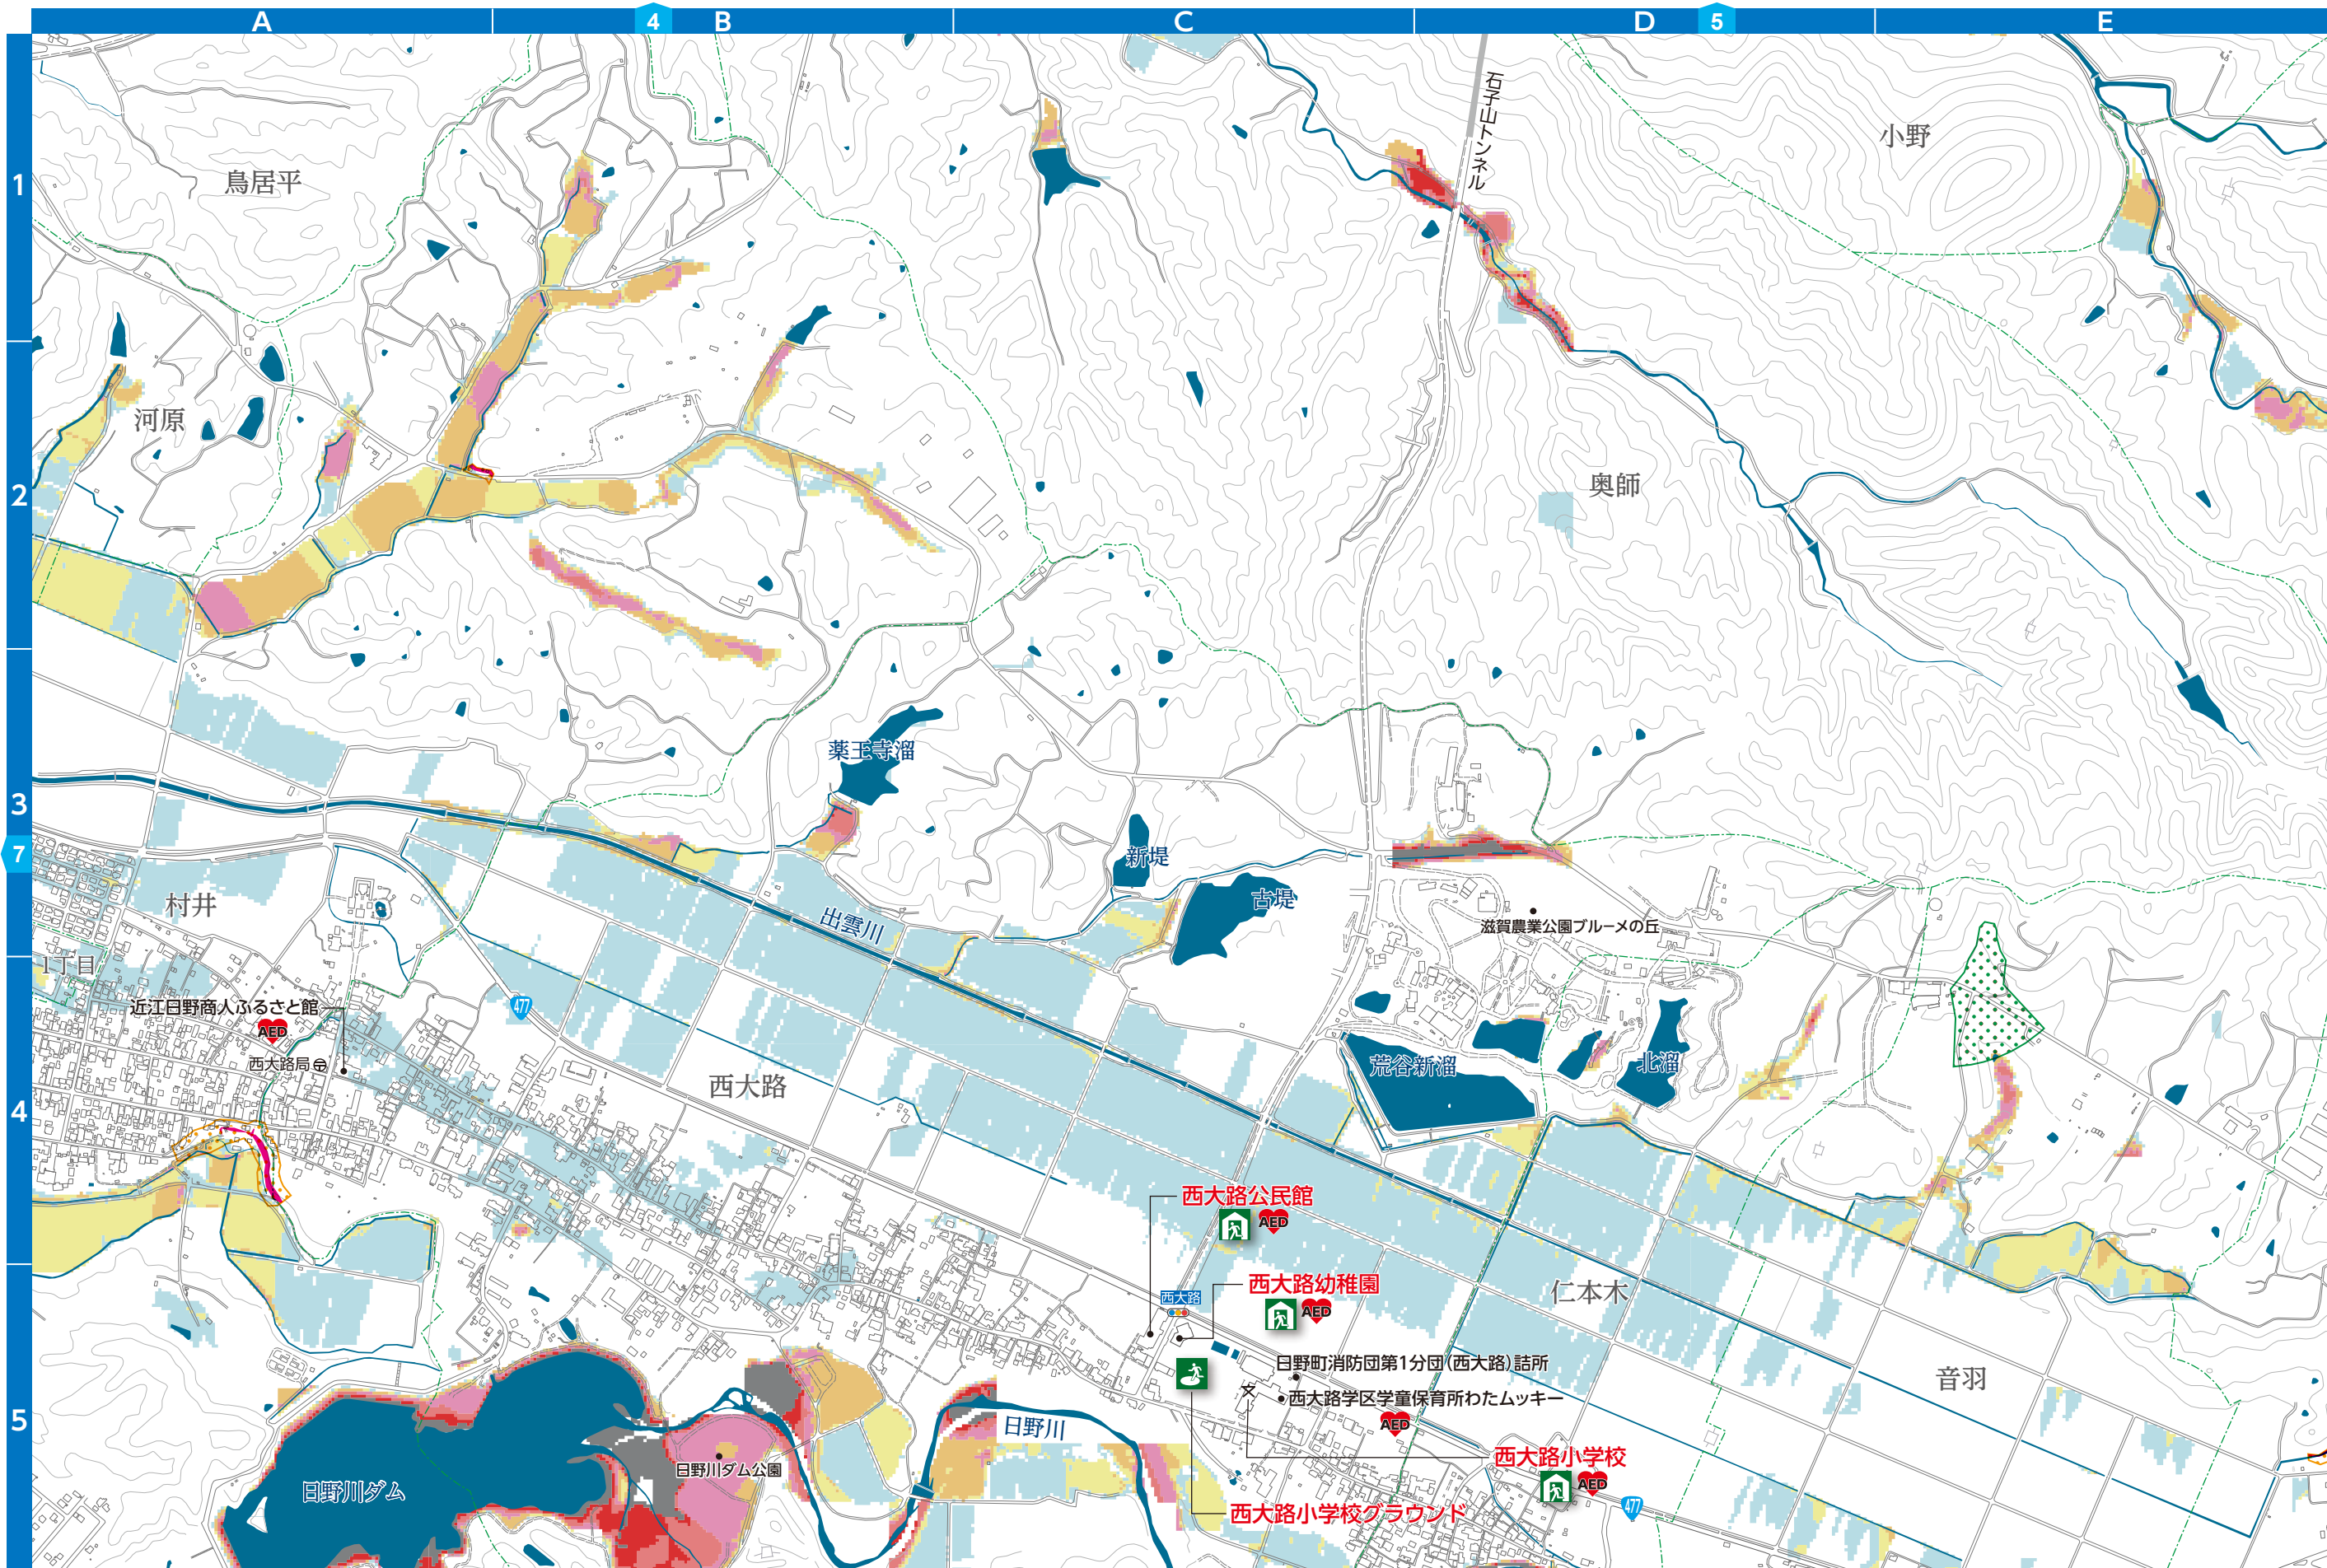 A
4
B
C
D
5
E
1
2
3
7
4
5
石子山トンネル
小野
鳥居平
河原
奥師
薬王寺溜
新堤
古堤
村井
出雲川
滋賀農業公園ブルーメの丘
1丁目
近江日野商人ふるさと館
AED
西大路局
477
荒谷新溜
北溜
西大路
西大路公民館
AED
西大路幼稚園
AED
西大路
仁本木
日野町消防団第1分団(西大路)詰所
西大路学区学童保育所わたムッキー
AED
音羽
日野川
日野川ダム公園
西大路小学校
AED
日野川ダム
西大路小学校グラウンド
477